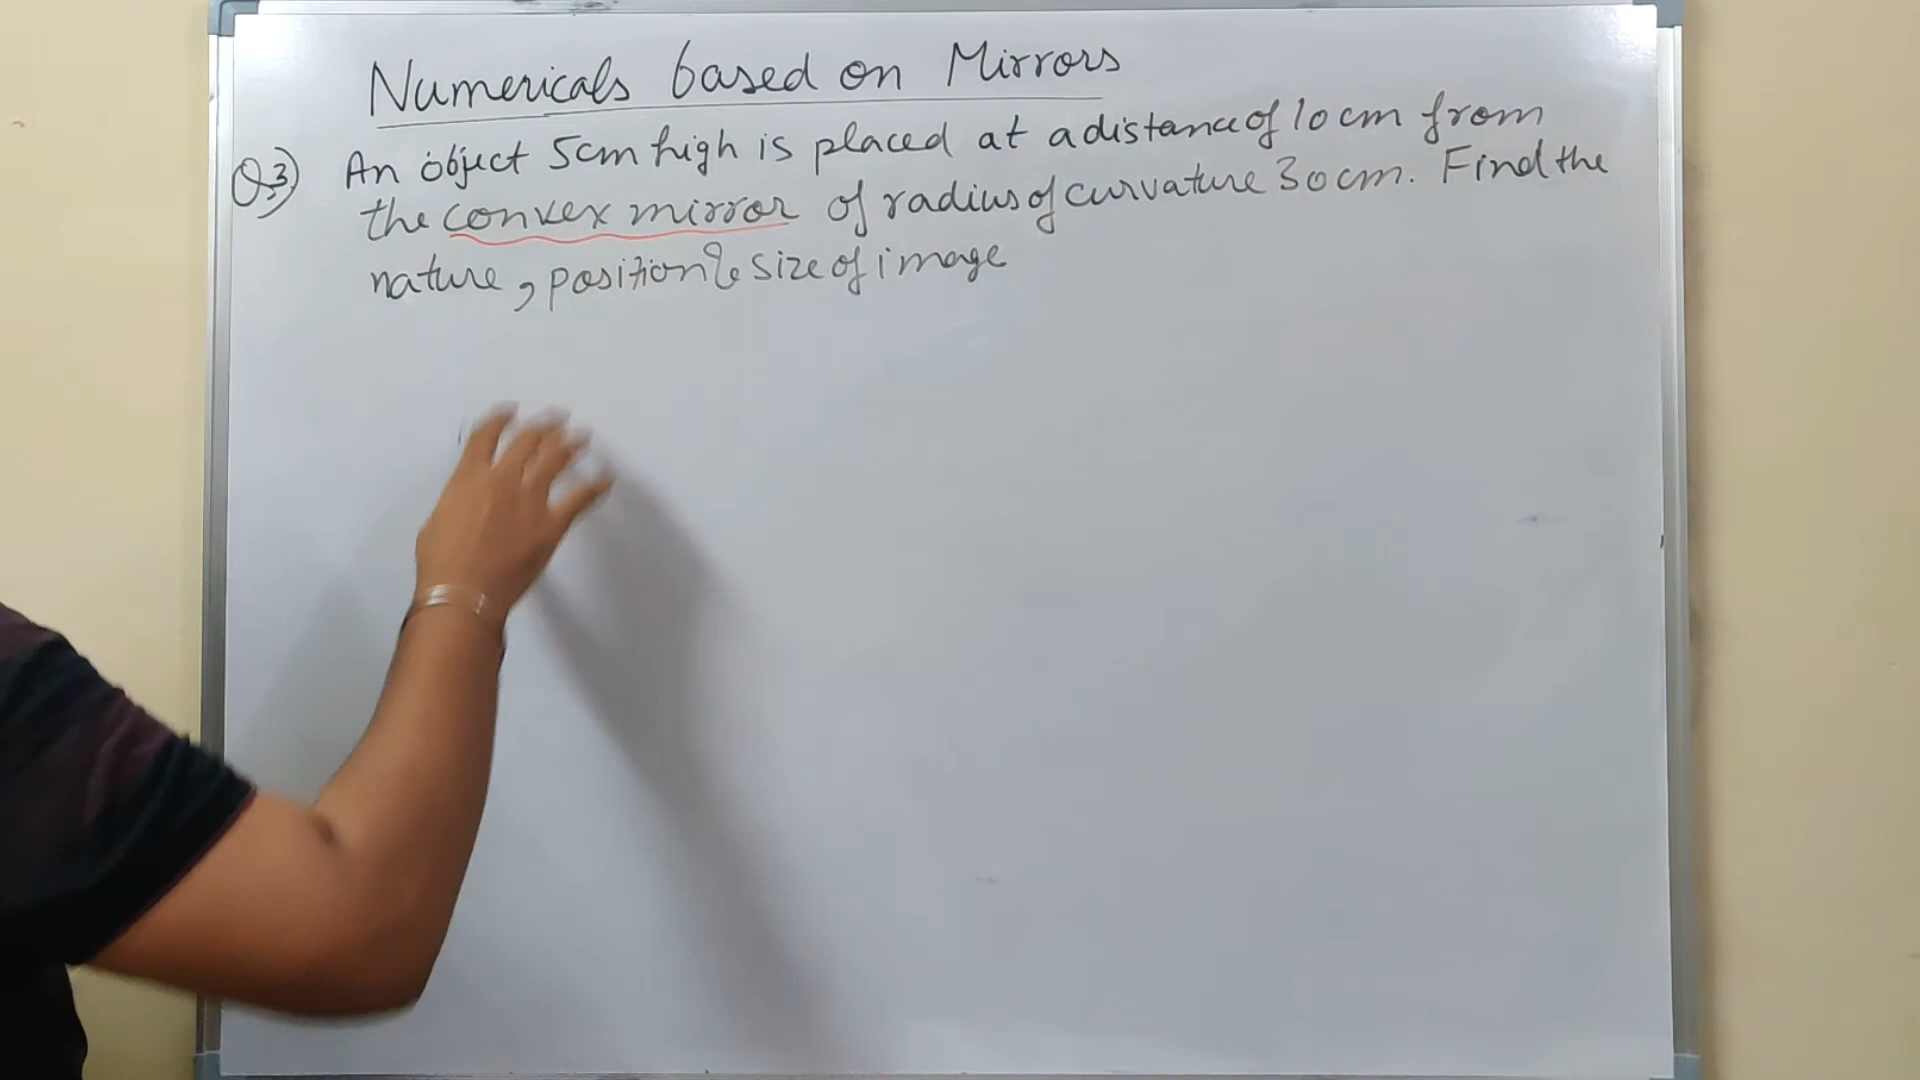 Numericals based on Mirrors
Q.3) An object 5cm high is placed at a distance of 10 cm from
the convex mirror of radius of curvature 30 cm. Find the
nature, position & size of image